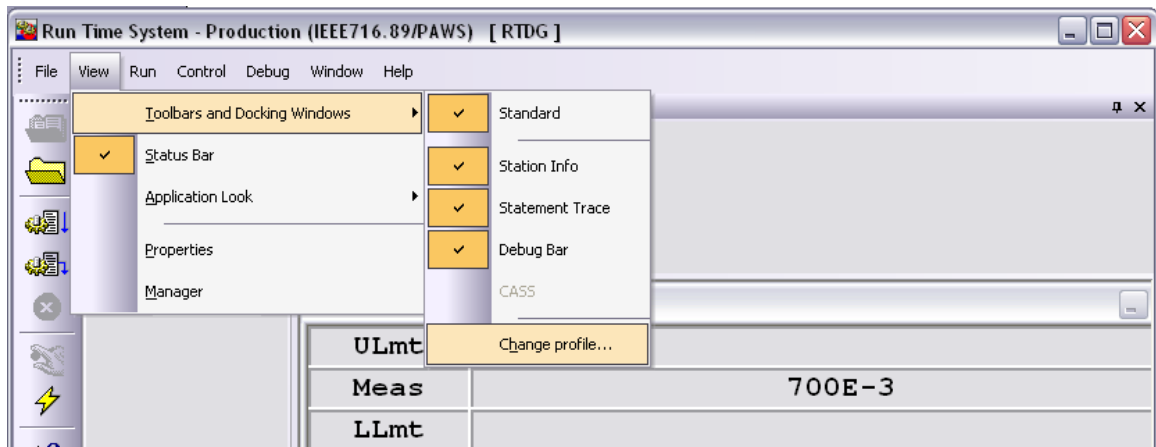 Run Time System - Production (IEEE716.89/PAWS) [ RTDG ]
File View Run Control Debug Window Help
Toolbars and Docking Windows
Status Bar
Application Look
Properties
Manager
Standard
Station Info
Statement Trace
Debug Bar
CASS
Change profile...
ULmt
Meas 700E-3
LLmt